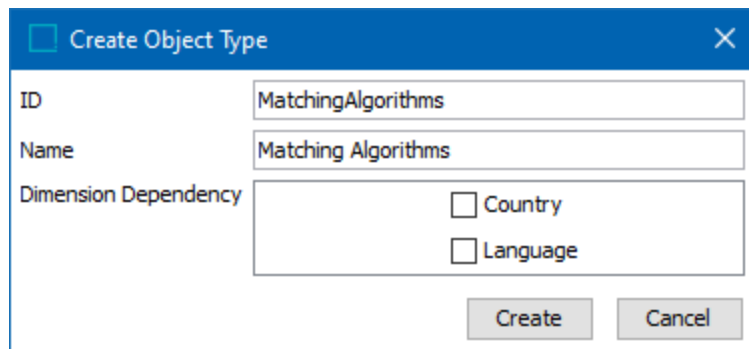 Create Object Type
ID MatchingAlgorithms
Name Matching Algorithms
Dimension Dependency
Country
Language
Create Cancel